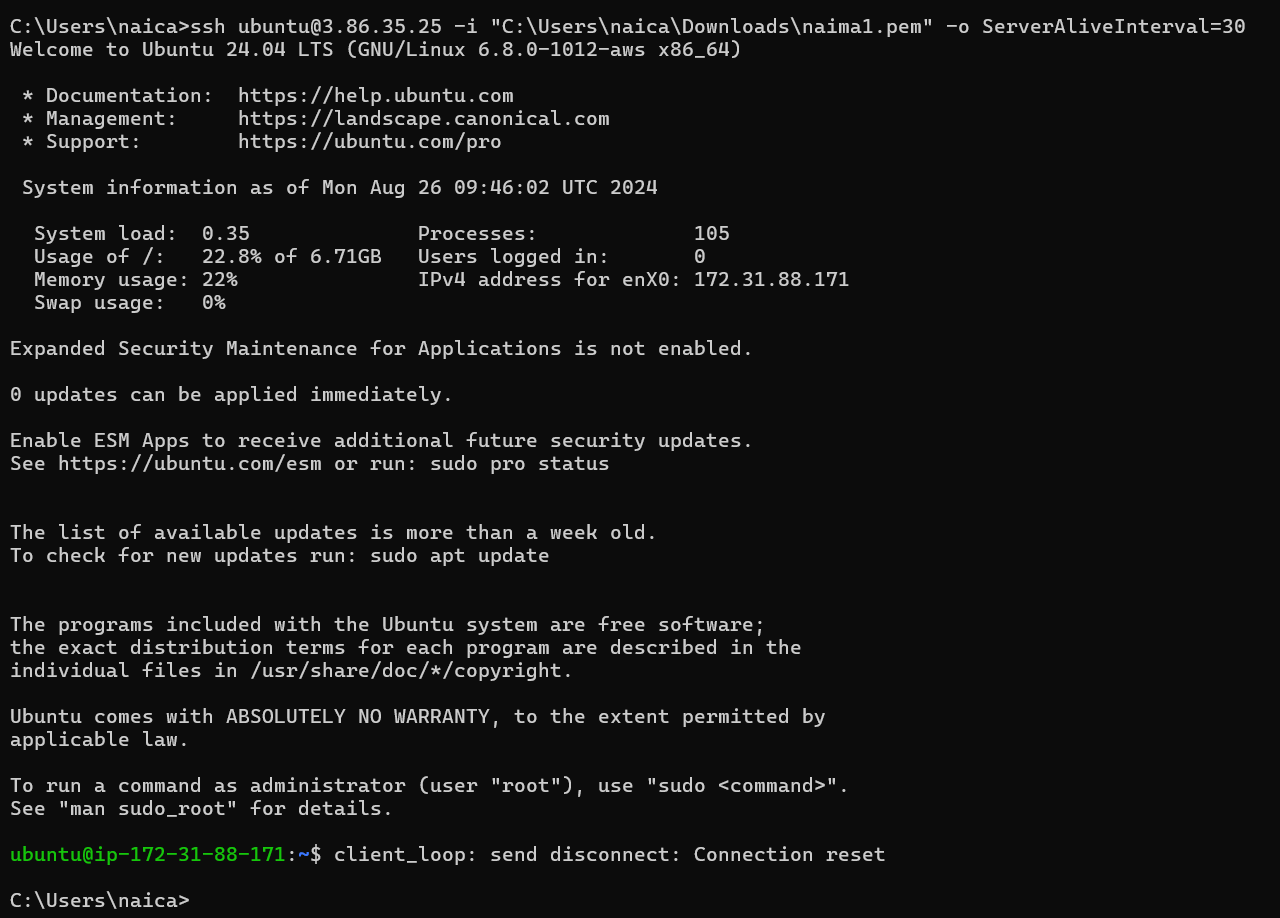 C:\Users\naica>ssh ubuntu@3.86.35.25 -i "C:\Users\naica\Downloads\naima1.pem" -o ServerAliveInterval=30
Welcome to Ubuntu 24.04 LTS (GNU/Linux 6.8.0-1012-aws x86_64)

 * Documentation:  https://help.ubuntu.com
 * Management:     https://landscape.canonical.com
 * Support:        https://ubuntu.com/pro

 System information as of Mon Aug 26 09:46:02 UTC 2024

  System load:  0.35              Processes:             105
  Usage of /:   22.8% of 6.71GB   Users logged in:       0
  Memory usage: 22%               IPv4 address for enX0: 172.31.88.171
  Swap usage:   0%

Expanded Security Maintenance for Applications is not enabled.

0 updates can be applied immediately.

Enable ESM Apps to receive additional future security updates.
See https://ubuntu.com/esm or run: sudo pro status


The list of available updates is more than a week old.
To check for new updates run: sudo apt update


The programs included with the Ubuntu system are free software;
the exact distribution terms for each program are described in the
individual files in /usr/share/doc/*/copyright.

Ubuntu comes with ABSOLUTELY NO WARRANTY, to the extent permitted by
applicable law.

To run a command as administrator (user "root"), use "sudo <command>".
See "man sudo_root" for details.

ubuntu@ip-172-31-88-171:~$ client_loop: send disconnect: Connection reset

C:\Users\naica>